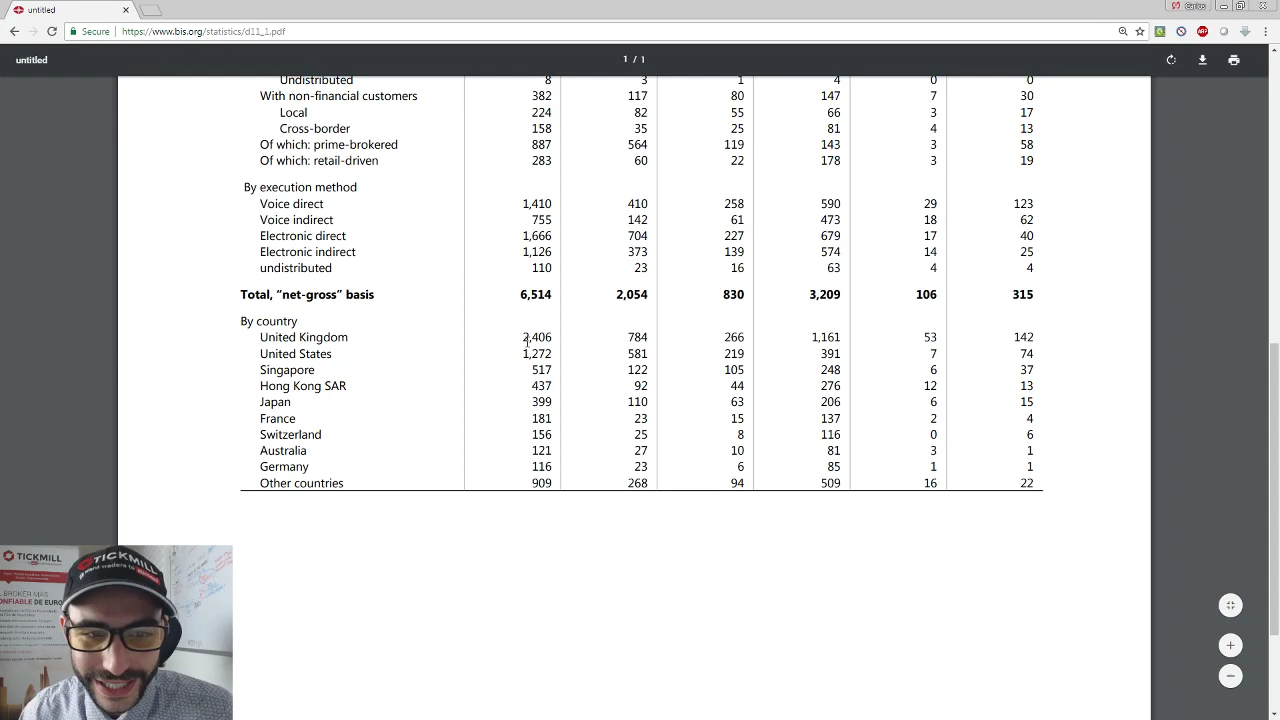 untitled
Carlos
Secure https://www.bis.org/statistics/d11_1.pdf
untitled 1 / 1
Undistributed 8 3 1 4 0 0
With non-financial customers 382 117 80 147 7 30
Local 224 82 55 66 3 17
Cross-border 158 35 25 81 4 13
Of which: prime-brokered 887 564 119 143 3 58
Of which: retail-driven 283 60 22 178 3 19
By execution method
Voice direct 1,410 410 258 590 29 123
Voice indirect 755 142 61 473 18 62
Electronic direct 1,666 704 227 679 17 40
Electronic indirect 1,126 373 139 574 14 25
undistributed 110 23 16 63 4 4
Total, “net-gross” basis 6,514 2,054 830 3,209 106 315
By country
United Kingdom 2,406 784 266 1,161 53 142
United States 1,272 581 219 391 7 74
Singapore 517 122 105 248 6 37
Hong Kong SAR 437 92 44 276 12 13
Japan 399 110 63 206 6 15
France 181 23 15 137 2 4
Switzerland 156 25 8 116 0 6
Australia 121 27 10 81 3 1
Germany 116 23 6 85 1 1
Other countries 909 268 94 509 16 22
TICKMILL
TICKMILL
BROKER MÁS
ONFIABLE DE EURO